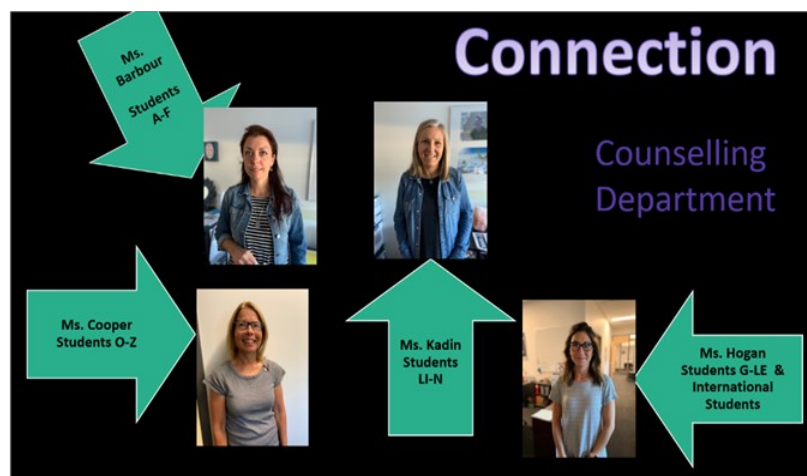 Connection
Ms.
Barbour
Students
A-F
Counselling
Department
Ms. Cooper
Students O-Z
Ms. Kadin
Students
LI-N
Ms. Hogan
Students G-LE &
International
Students